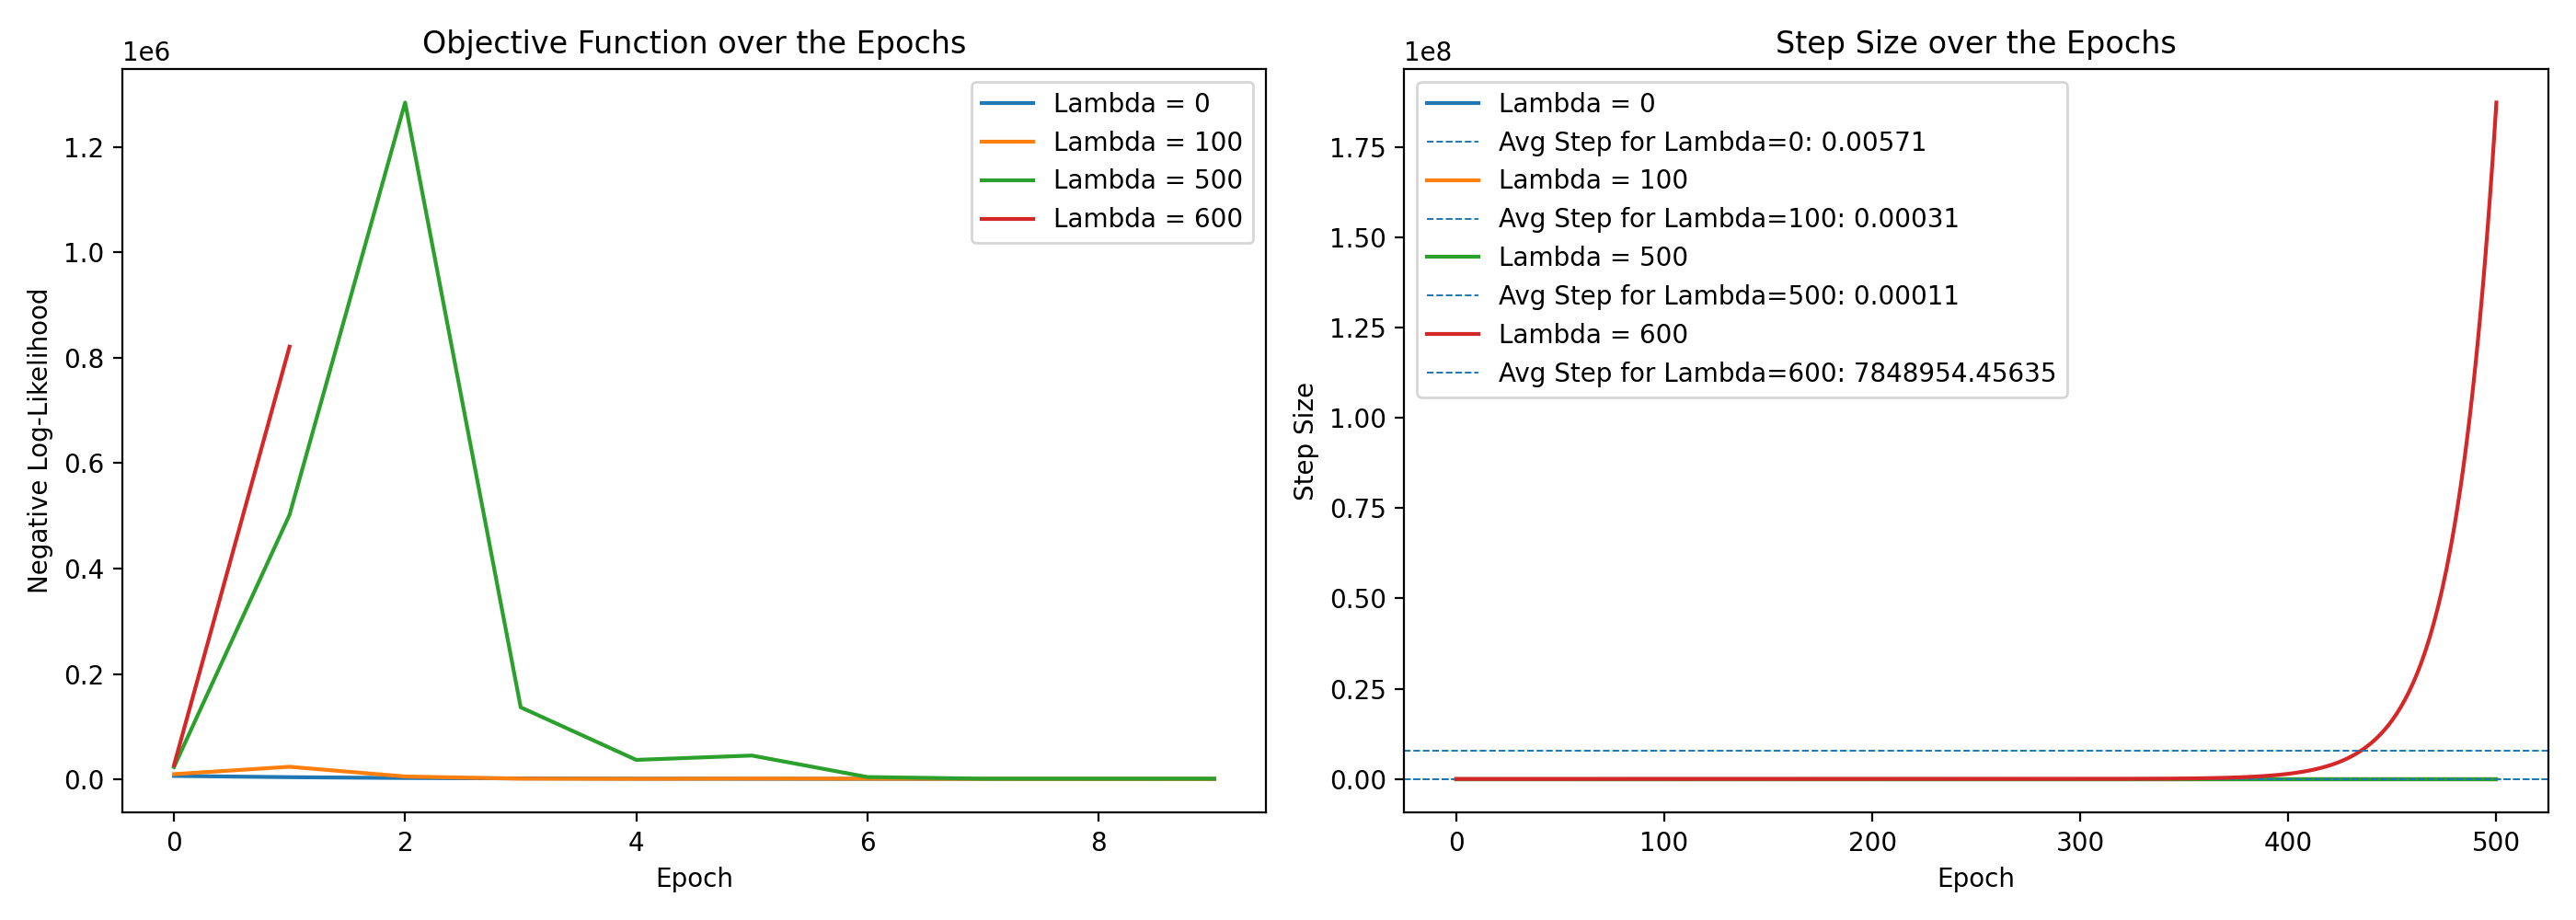 Objective Function over the Epochs
1e6
Lambda = 0
Lambda = 100
Lambda = 500
Lambda = 600
Negative Log-Likelihood
1.2
1.0
0.8
0.6
0.4
0.2
0.0
0 2 4 6 8
Epoch
Step Size over the Epochs
1e8
Lambda = 0
Avg Step for Lambda=0: 0.00571
Lambda = 100
Avg Step for Lambda=100: 0.00031
Lambda = 500
Avg Step for Lambda=500: 0.00011
Lambda = 600
Avg Step for Lambda=600: 7848954.45635
Step Size
1.75
1.50
1.25
1.00
0.75
0.50
0.25
0.00
0 100 200 300 400 500
Epoch